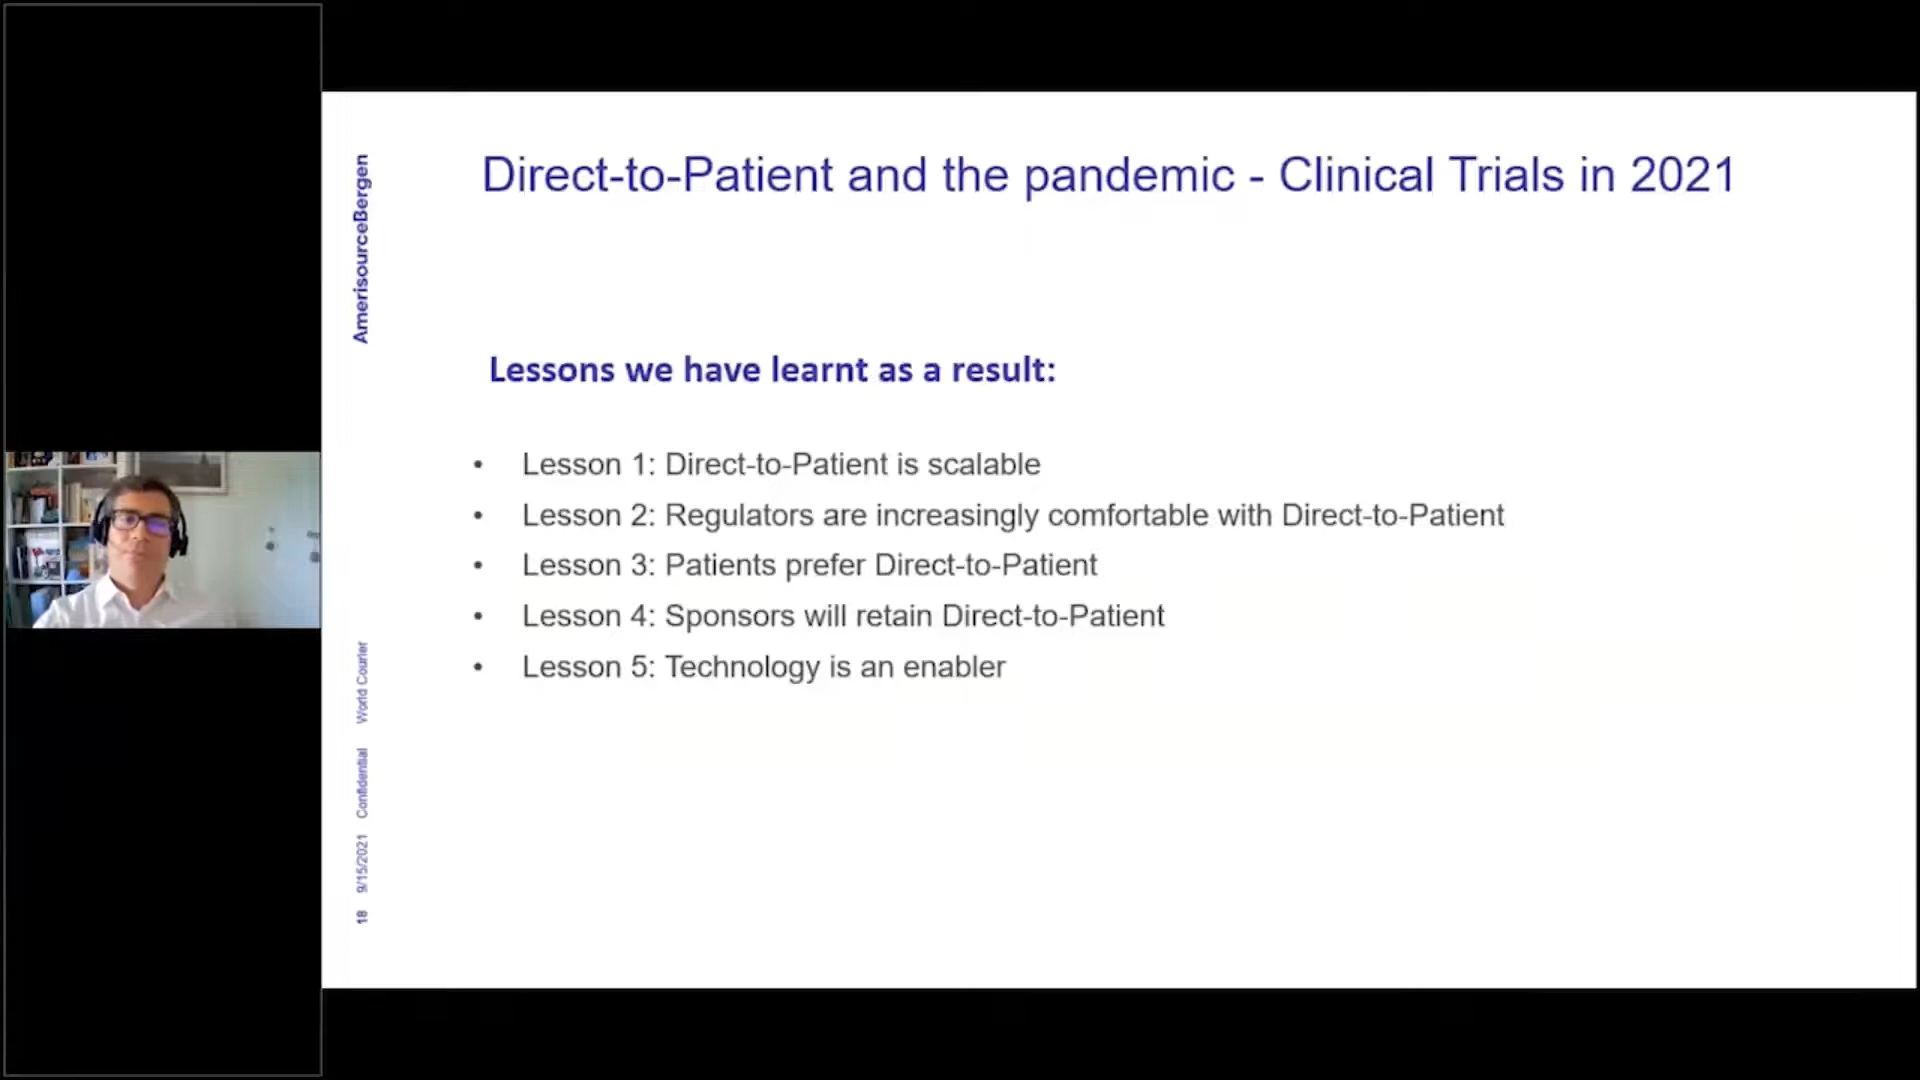 AmerisourceBergen
Direct-to-Patient and the pandemic - Clinical Trials in 2021
Lessons we have learnt as a result:
• Lesson 1: Direct-to-Patient is scalable
• Lesson 2: Regulators are increasingly comfortable with Direct-to-Patient
• Lesson 3: Patients prefer Direct-to-Patient
• Lesson 4: Sponsors will retain Direct-to-Patient
• Lesson 5: Technology is an enabler
18 9/15/2021 Confidential World Courier